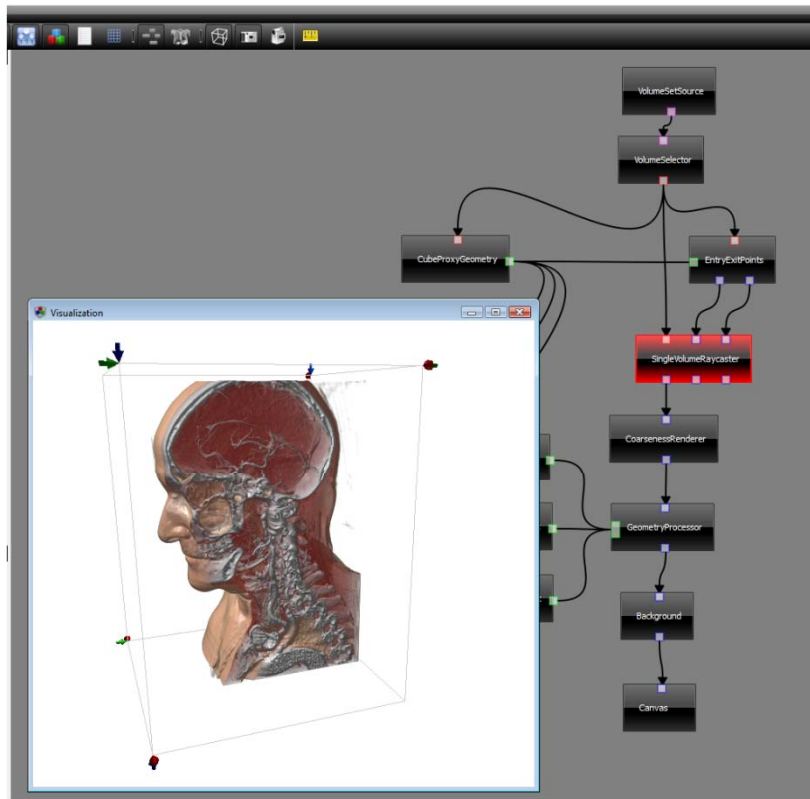 VolumeSetSource
VolumeSelector
CubeProxyGeometry
EntryExitPoints
Visualization
SingleVolumeRaycaster
CoarsenessRenderer
GeometryProcessor
Background
Canvas